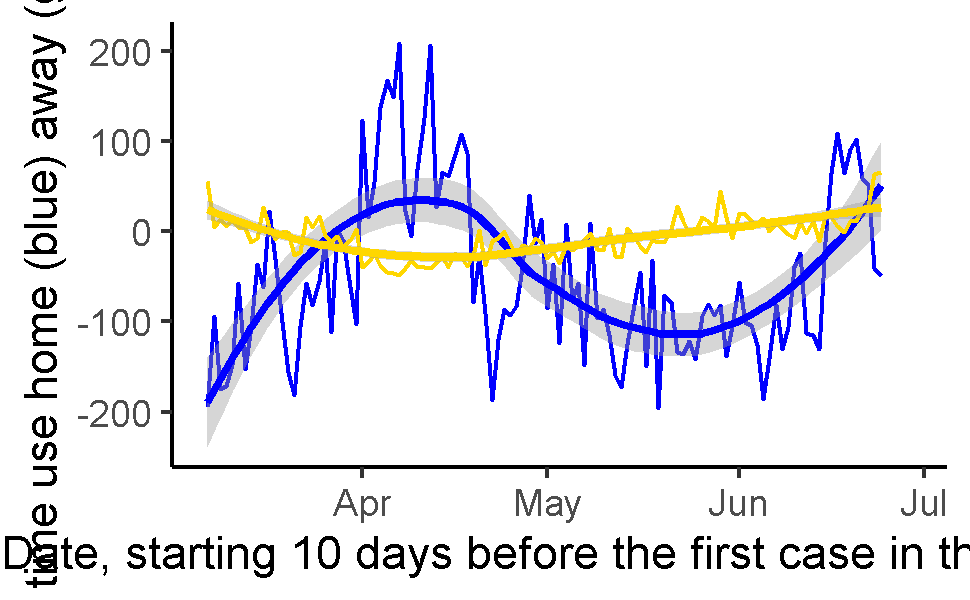 time use home (blue) away (
200
100
0
-100
-200
Apr May Jun Jul
Date, starting 10 days before the first case in th